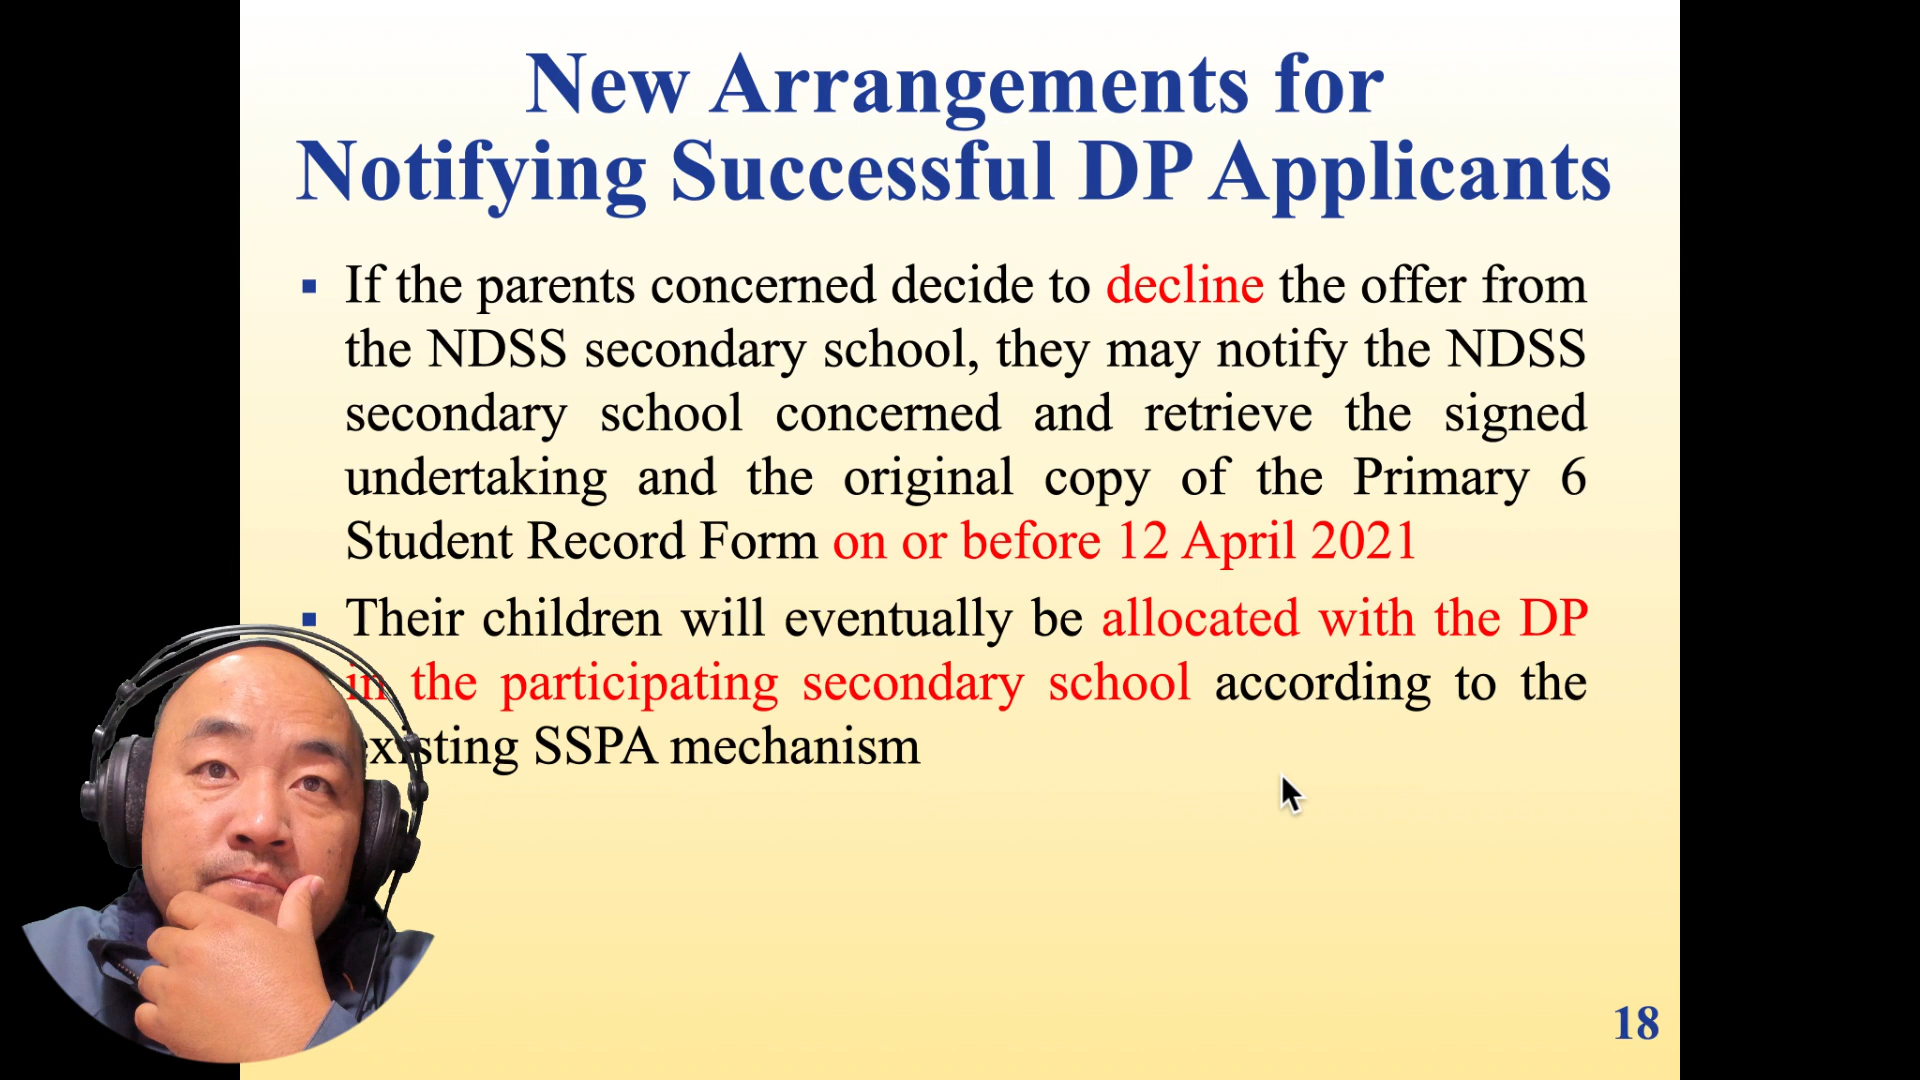 New Arrangements for
Notifying Successful DP Applicants
If the parents concerned decide to decline the offer from
the NDSS secondary school, they may notify the NDSS
secondary school concerned and retrieve the signed
undertaking and the original copy of the Primary 6
Student Record Form on or before 12 April 2021
Their children will eventually be allocated with the DP
in the participating secondary school according to the
existing SSPA mechanism
18